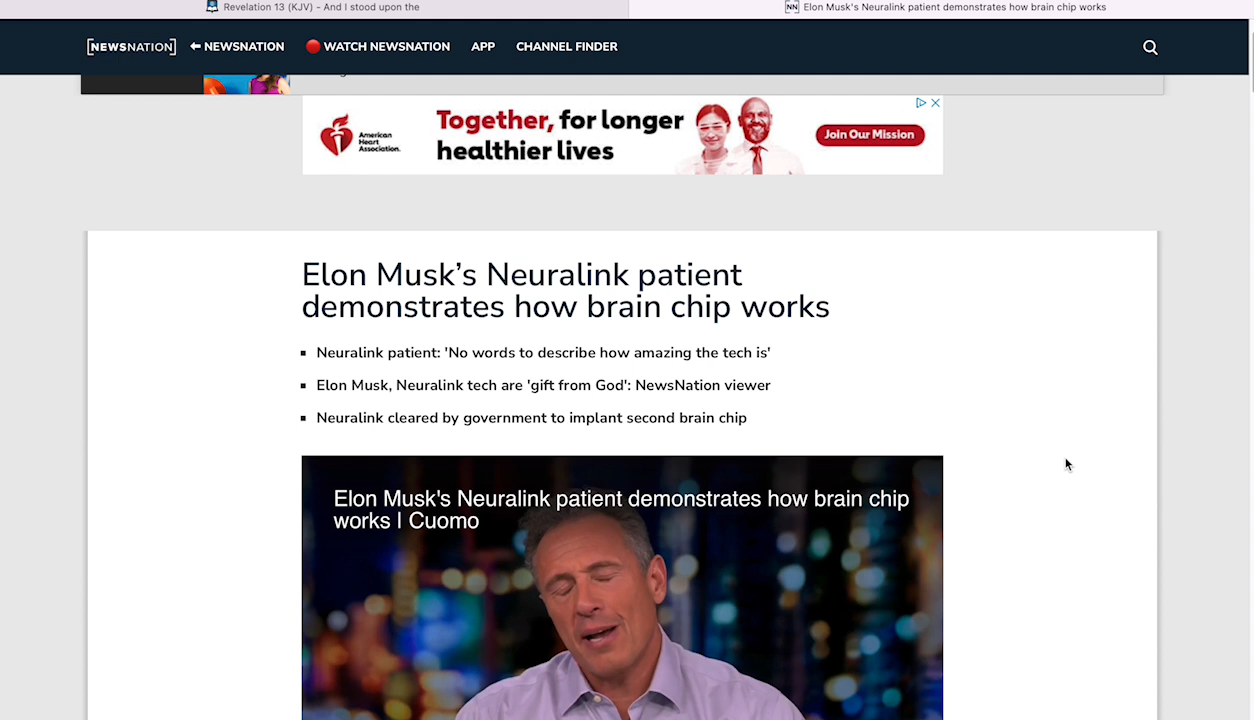 Revelation 13 (KJV) - And I stood upon the
NN Elon Musk's Neuralink patient demonstrates how brain chip works
[NEWSNATION]
NEWSNATION
WATCH NEWSNATION
APP
CHANNEL FINDER
American
Heart
Association.
Together, for longer
healthier lives
Join Our Mission
Elon Musk’s Neuralink patient
demonstrates how brain chip works
Neuralink patient: 'No words to describe how amazing the tech is'
Elon Musk, Neuralink tech are 'gift from God': NewsNation viewer
Neuralink cleared by government to implant second brain chip
Elon Musk's Neuralink patient demonstrates how brain chip
works | Cuomo